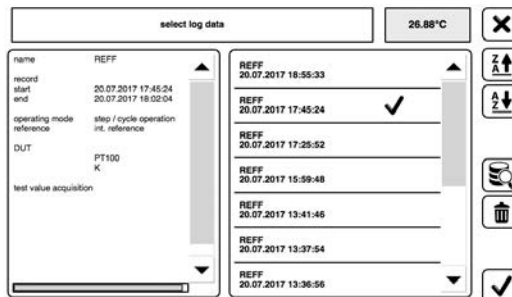 select log data
26.88°C
name REFF
record
start 20.07.2017 17:45:24
end 20.07.2017 18:02:04
operating mode step / cycle operation
reference int. reference
DUT
PT100
K
test value acquisition
REFF
20.07.2017 18:55:33
REFF
20.07.2017 17:45:24
REFF
20.07.2017 17:25:52
REFF
20.07.2017 15:59:48
REFF
20.07.2017 13:41:46
REFF
20.07.2017 13:37:54
REFF
20.07.2017 13:36:56
Z
A
A
Z